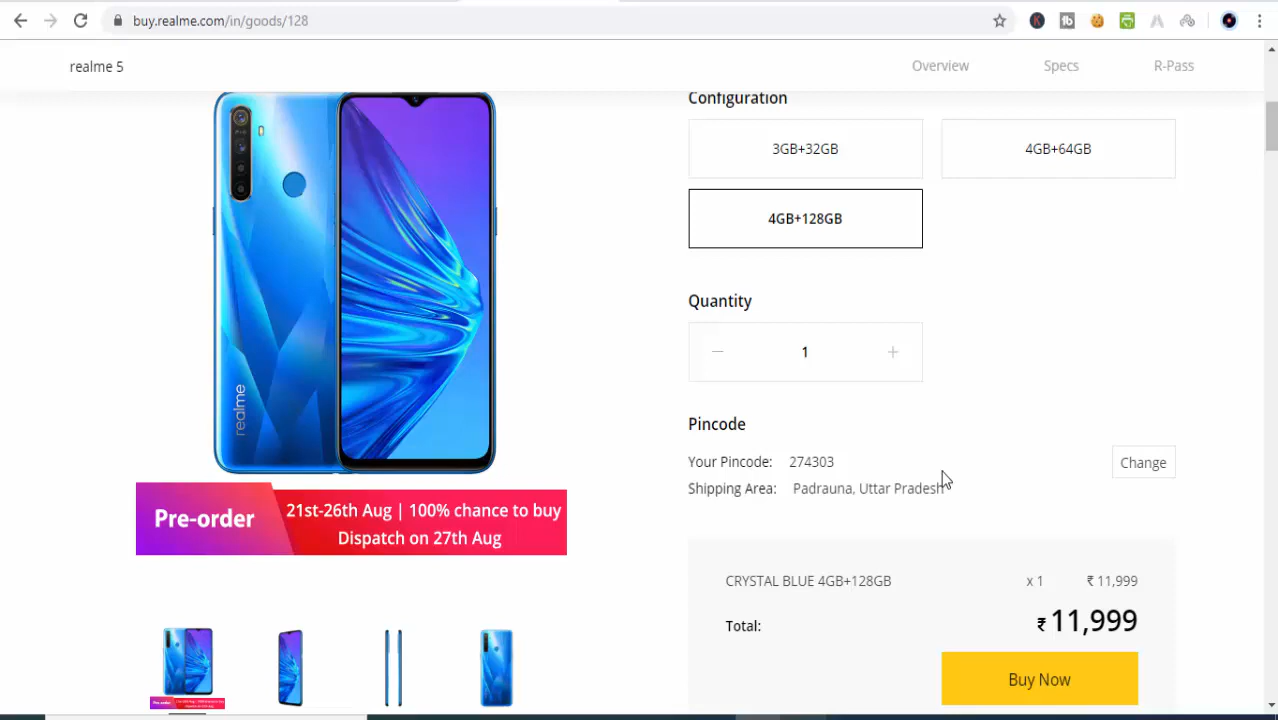 buy.realme.com/in/goods/128
realme 5
Overview
Specs
R-Pass
Configuration
3GB+32GB
4GB+64GB
4GB+128GB
Quantity
1
Pincode
Your Pincode: 274303
Change
Shipping Area: Padrauna, Uttar Pradesh
realme
Pre-order
21st-26th Aug | 100% chance to buy
Dispatch on 27th Aug
CRYSTAL BLUE 4GB+128GB x 1 ₹ 11,999
Total: ₹ 11,999
Buy Now